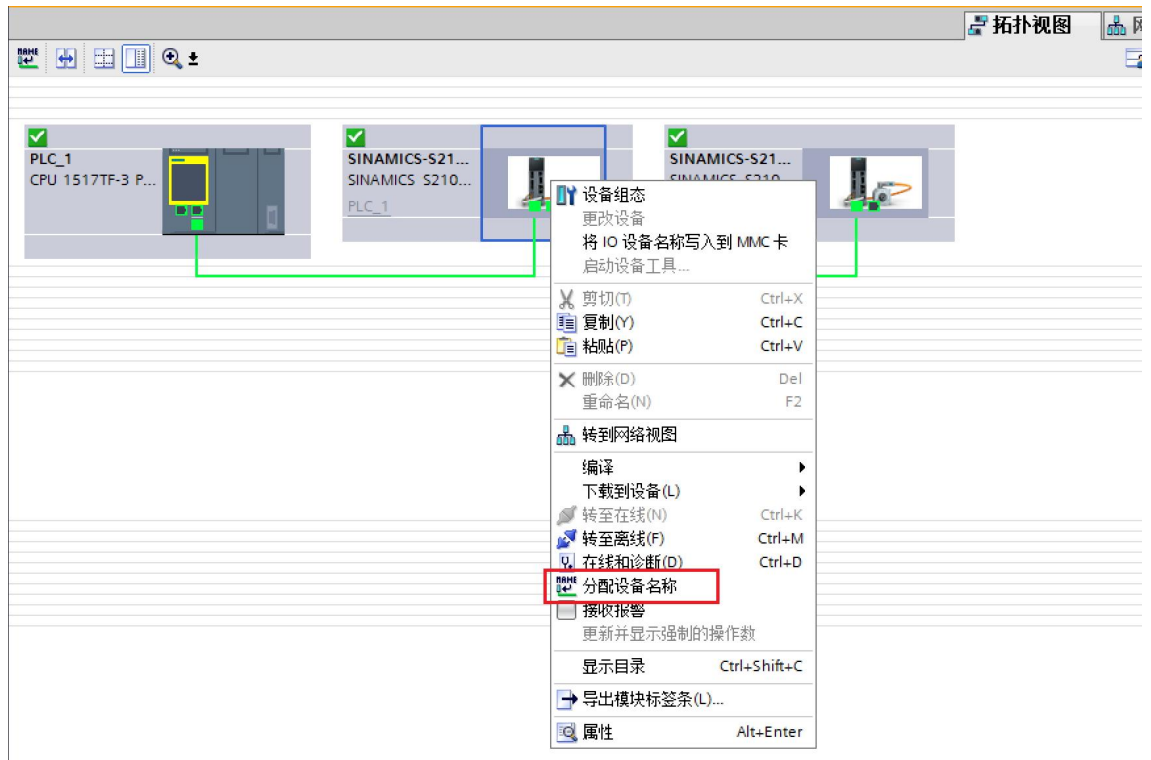 拓扑视图
NAME
PLC_1
CPU 1517TF-3 P...
SINAMICS-S21...
SINAMICS S210...
PLC_1
SINAMICS-S21...
SINAMICS S210...
设备组态
更改设备
将 IO 设备名称写入到 MMC 卡
启动设备工具...
剪切(T) Ctrl+X
复制(Y) Ctrl+C
粘贴(P) Ctrl+V
删除(D) Del
重命名(N) F2
转到网络视图
编译
下载到设备(L)
转至在线(N) Ctrl+K
转至离线(F) Ctrl+M
在线和诊断(D) Ctrl+D
NAME 分配设备名称
接收报警
更新并显示强制的操作数
显示目录 Ctrl+Shift+C
导出模块标签条(L)...
属性 Alt+Enter